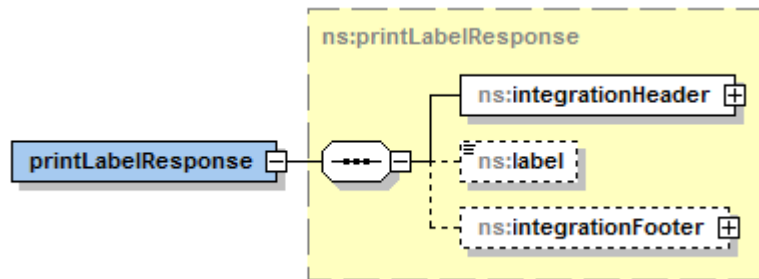 ns:printLabelResponse
ns:integrationHeader
printLabelResponse
ns:label
ns:integrationFooter